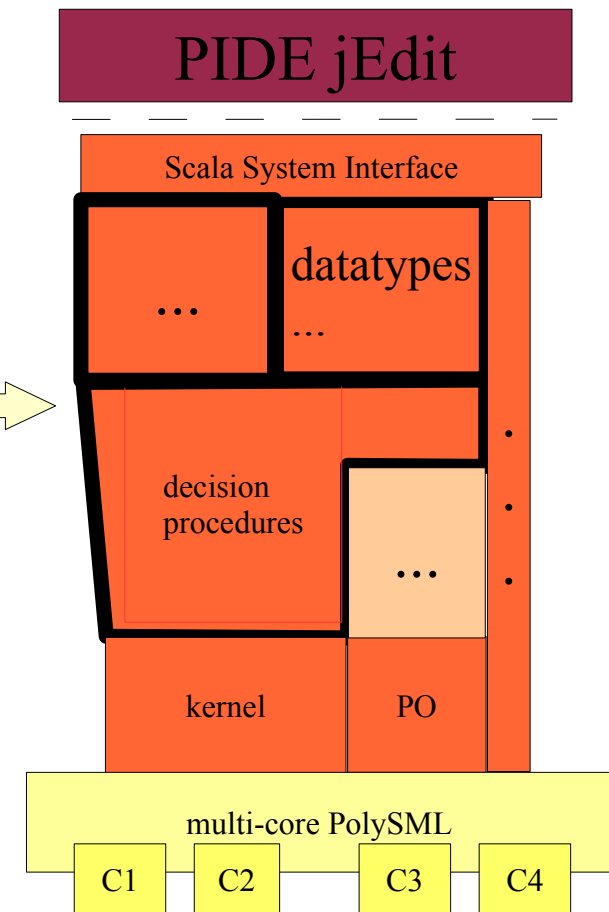 PIDE jEdit
Scala System Interface
...
datatypes
...
decision
procedures
...
kernel
PO
multi-core PolySML
C1
C2
C3
C4